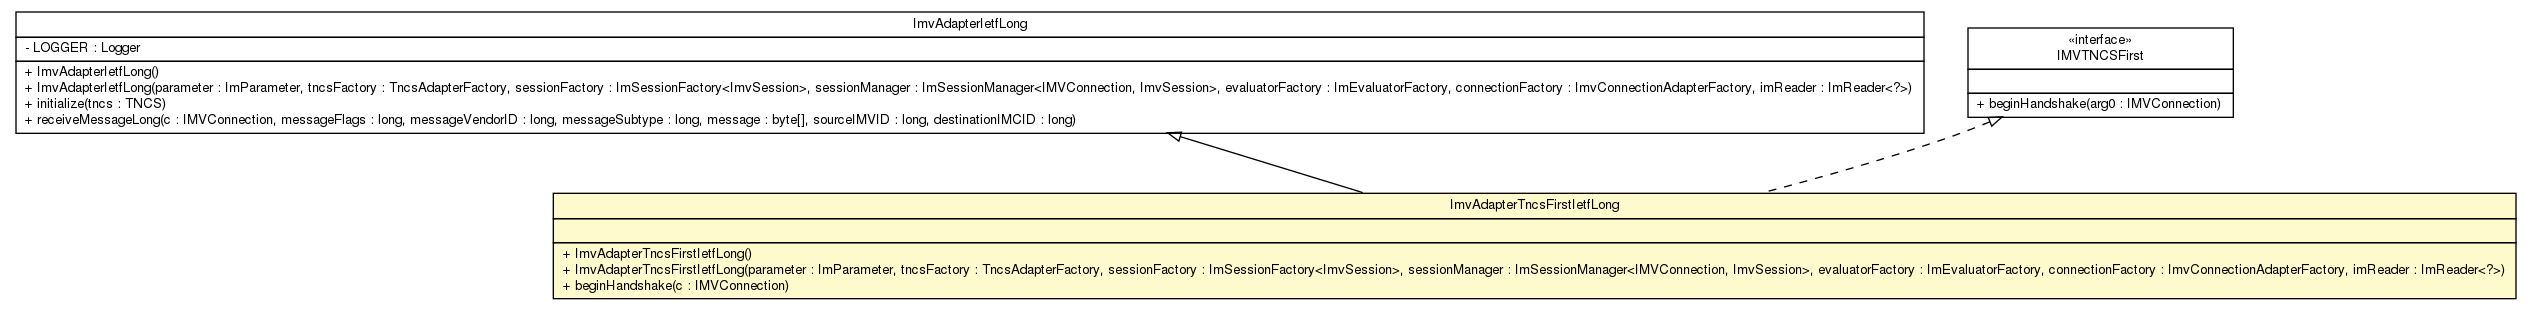 ImvAdapterIetfLong
- LOGGER : Logger
+ ImvAdapterIetfLong()
+ ImvAdapterIetfLong(parameter : ImParameter, tncsFactory : TncsAdapterFactory, sessionFactory : ImSessionFactory<ImvSession>, sessionManager : ImSessionManager<IMVConnection, ImvSession>, evaluatorFactory : ImEvaluatorFactory, connectionFactory : ImvConnectionAdapterFactory, imReader : ImReader<?>)
+ initialize(tncs : TNCS)
+ receiveMessageLong(c : IMVConnection, messageFlags : long, messageVendorID : long, messageSubtype : long, message : byte[], sourceIMVID : long, destinationIMCID : long)
«interface»
IMVTNCSFirst
+ beginHandshake(arg0 : IMVConnection)
ImvAdapterTncsFirstIetfLong
+ ImvAdapterTncsFirstIetfLong()
+ ImvAdapterTncsFirstIetfLong(parameter : ImParameter, tncsFactory : TncsAdapterFactory, sessionFactory : ImSessionFactory<ImvSession>, sessionManager : ImSessionManager<IMVConnection, ImvSession>, evaluatorFactory : ImEvaluatorFactory, connectionFactory : ImvConnectionAdapterFactory, imReader : ImReader<?>)
+ beginHandshake(c : IMVConnection)